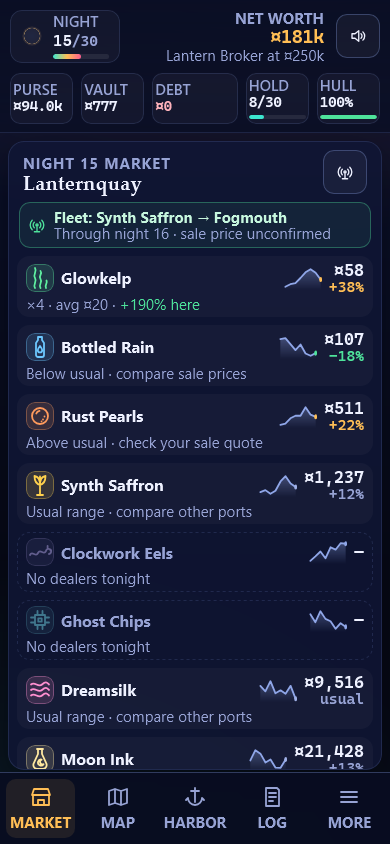 NIGHT
15/30
NET WORTH
¤181k
Lantern Broker at ¤250k
PURSE
¤94.0k
VAULT
¤777
DEBT
¤0
HOLD
8/30
HULL
100%
NIGHT 15 MARKET
Lanternquay
Fleet: Synth Saffron → Fogmouth
Through night 16 · sale price unconfirmed
Glowkelp
¤58
+38%
×4 · avg ¤20 · +190% here
Bottled Rain
¤107
−18%
Below usual · compare sale prices
Rust Pearls
¤511
+22%
Above usual · check your sale quote
Synth Saffron
¤1,237
+12%
Usual range · compare other ports
Clockwork Eels
–
No dealers tonight
Ghost Chips
–
No dealers tonight
Dreamsilk
¤9,516
usual
Usual range · compare other ports
Moon Ink
¤21,428
+13%
MARKET
MAP
HARBOR
LOG
MORE